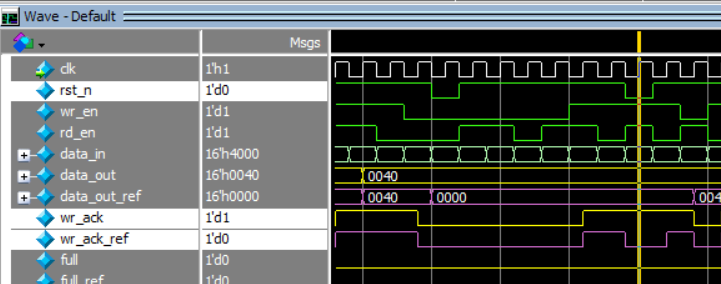 Wave - Default
Msgs
clk 1'h1
rst_n 1'd0
wr_en 1'd1
rd_en 1'd1
data_in 16'h4000
data_out 16'h0040 0040
data_out_ref 16'h0000 0040 0000 004
wr_ack 1'd1
wr_ack_ref 1'd0
full 1'd0
full_ref 1'd0